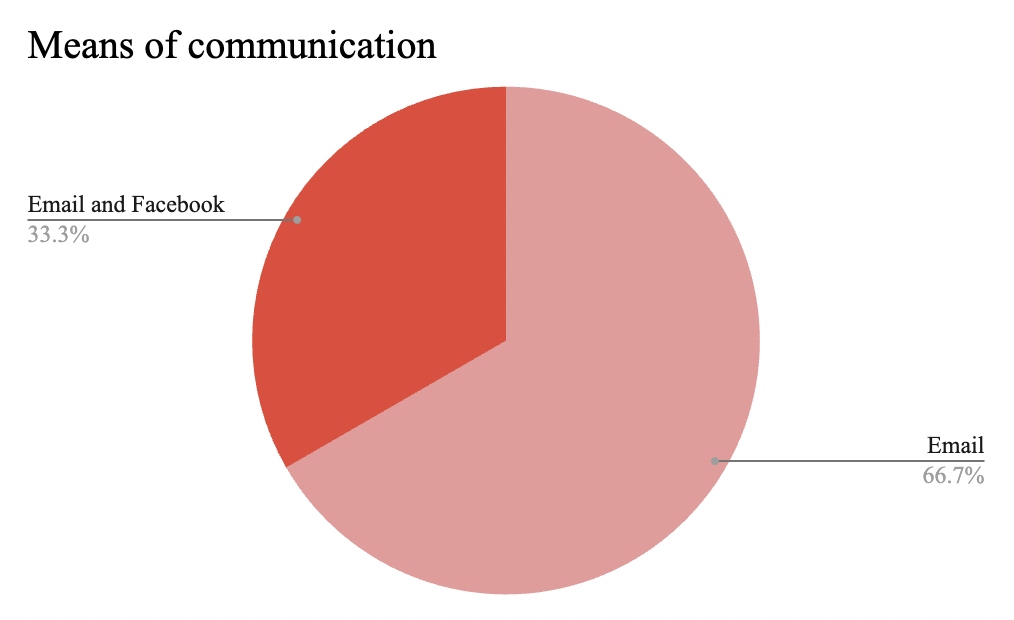 Means of communication
Email and Facebook
33.3%
Email
66.7%